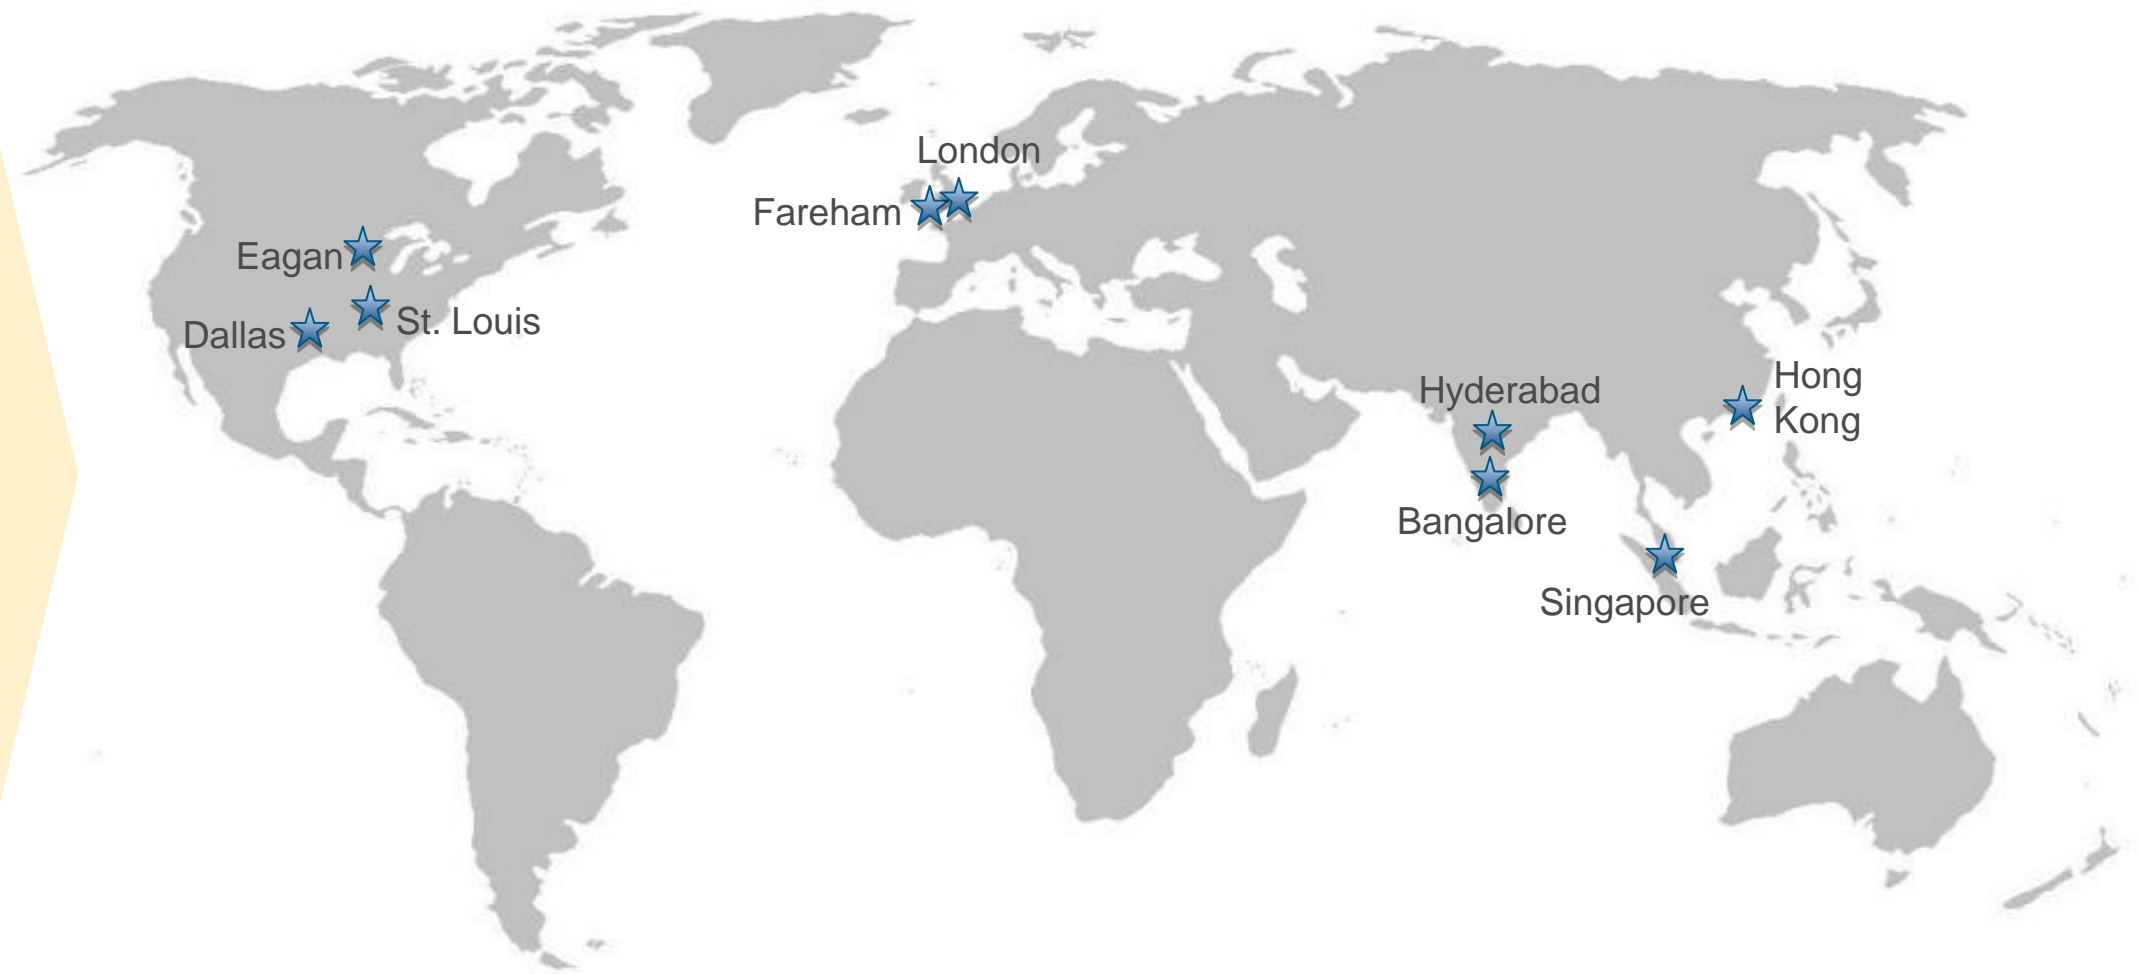 London
Fareham
Eagan
St. Louis
Dallas
Hong
Kong
Hyderabad
Bangalore
Singapore